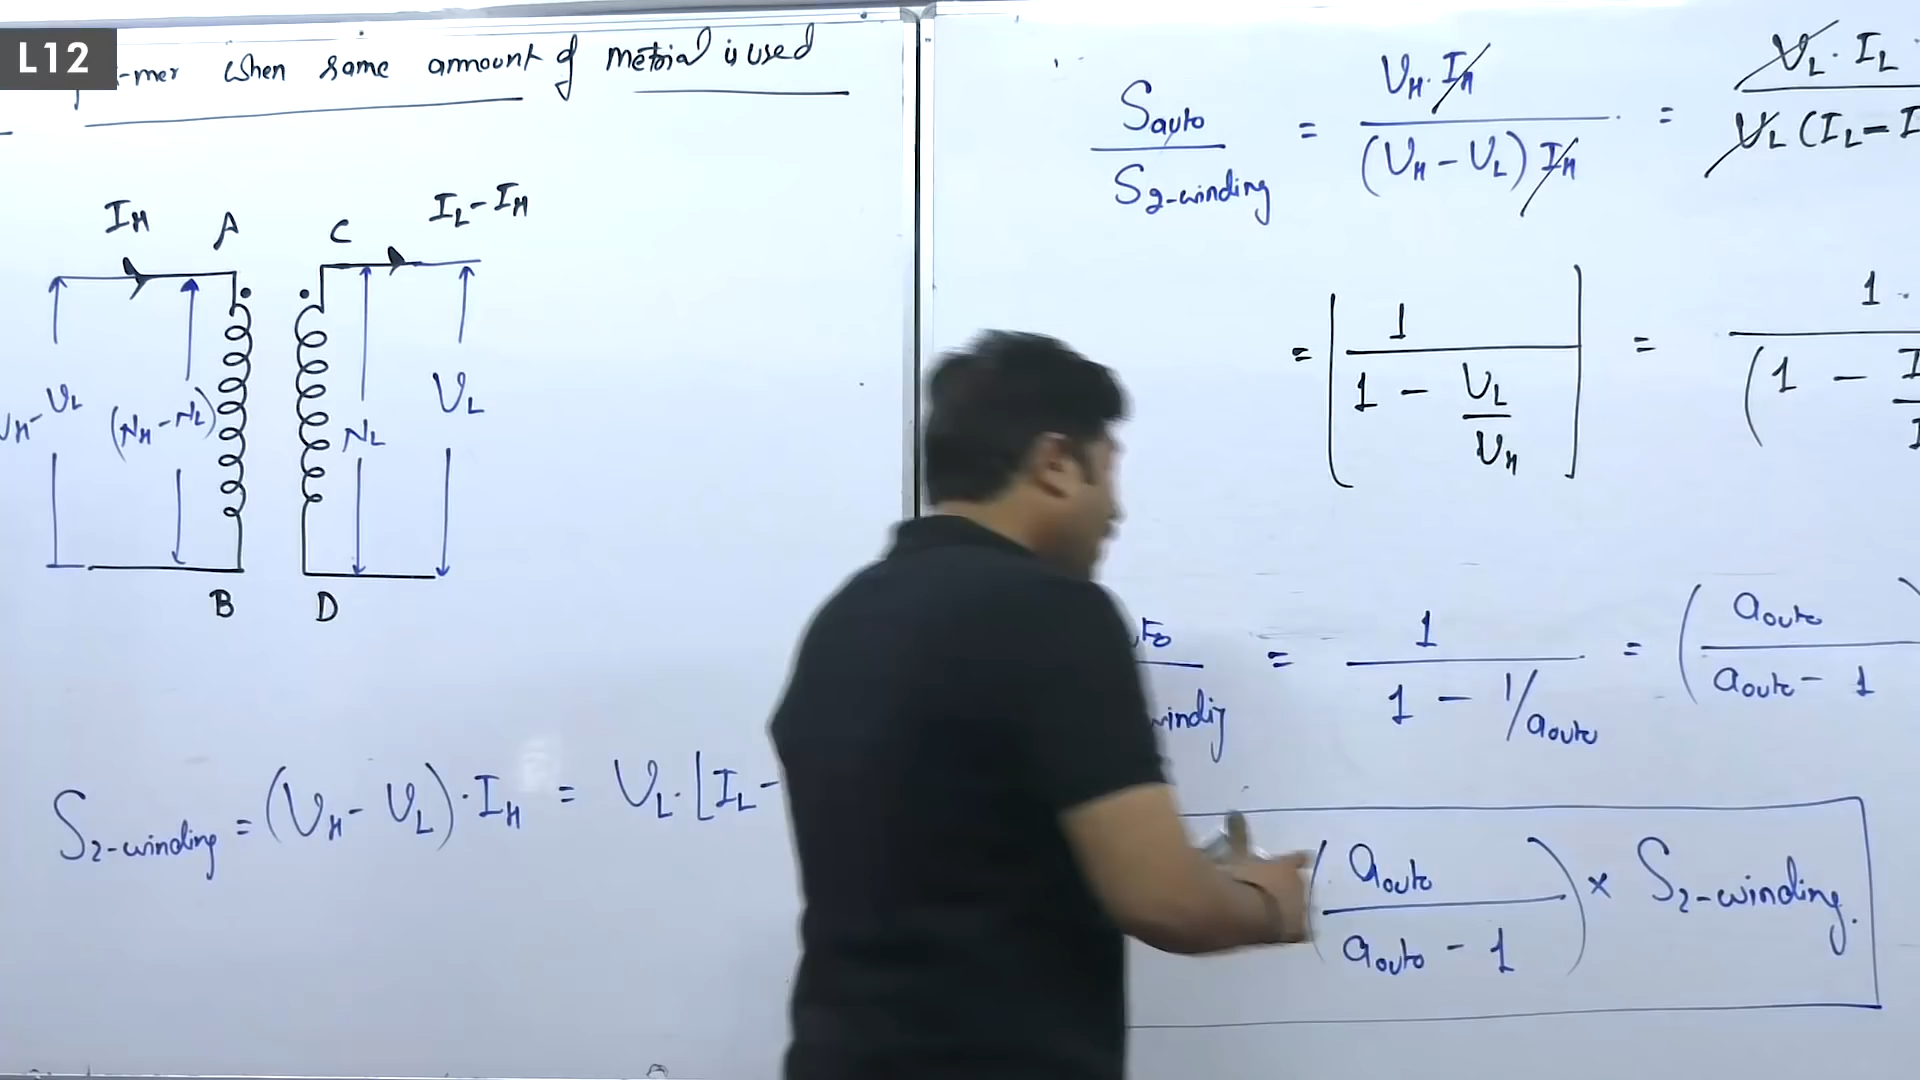 L12
-mer when same amount of Metrial is used
I_H A C I_L - I_H
V_H - V_L (N_H - N_L) N_L V_L
B D
S_2-winding = (V_H - V_L) · I_H = V_L · [I_L -
S_auto / S_2-winding = V_H · I_H / (V_H - V_L) I_H = V_L · I_L / V_L (I_L - I
= [1 / 1 - V_L / V_H] = 1 / (1 - I
windig = 1 / 1 - 1/a_auto = (a_auto / a_auto - 1
(a_auto / a_auto - 1) × S_2-winding.